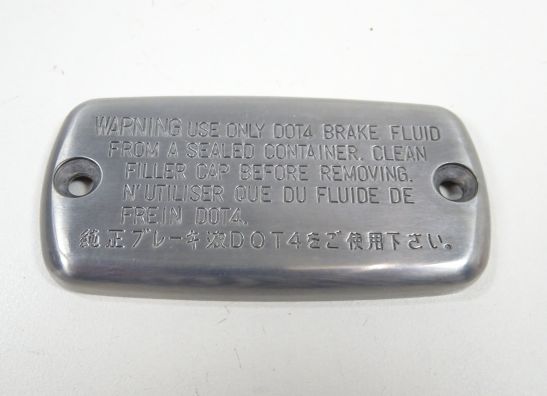 WARNING USE ONLY DOT4 BRAKE FLUID
FROM A SEALED CONTAINER. CLEAN
FILLER CAP BEFORE REMOVING.
N'UTILISER QUE DU FLUIDE DE
FREIN DOT4.
純正ブレーキ液DOT4をご使用下さい。